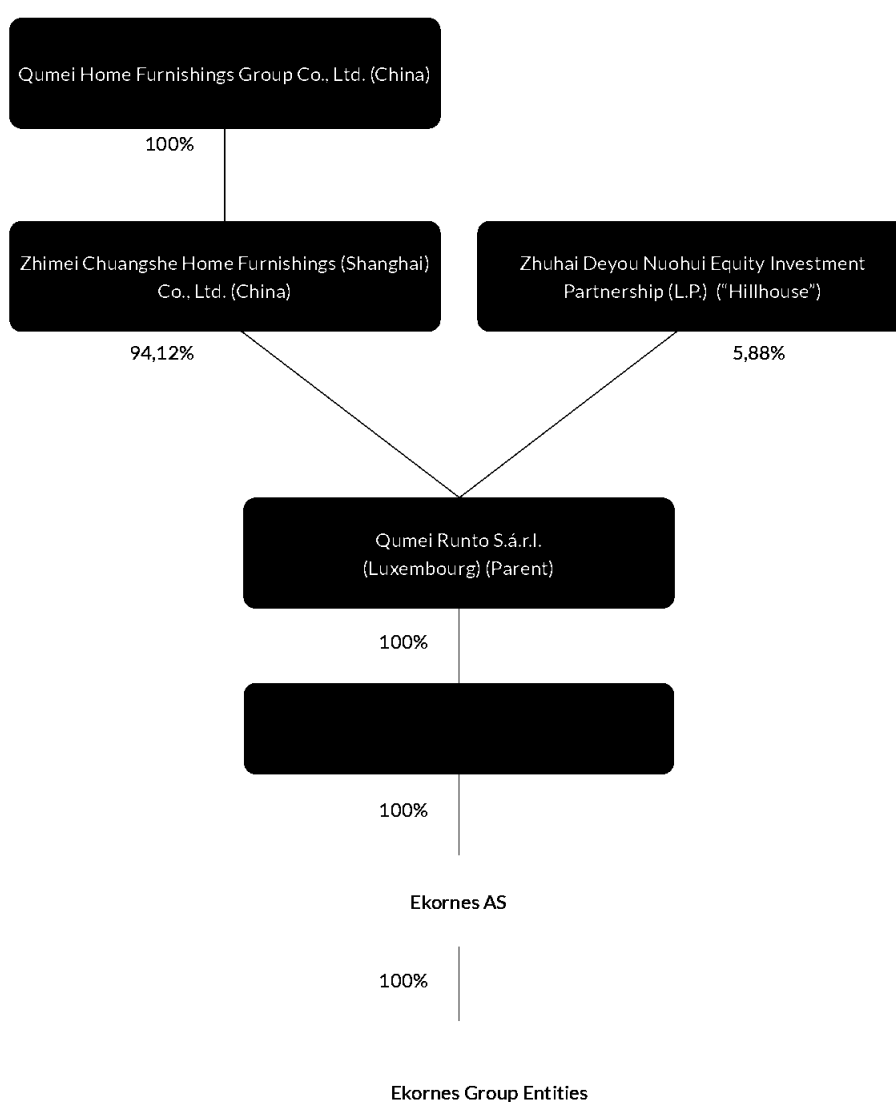 Qumei Home Furnishings Group Co., Ltd. (China)
100%
Zhimei Chuangshe Home Furnishings (Shanghai)
Co., Ltd. (China)
Zhuhai Deyou Nuohui Equity Investment
Partnership (L.P.) (“Hillhouse”)
94,12%
5,88%
Qumei Runto S.á.r.l.
(Luxembourg) (Parent)
100%
100%
Ekornes AS
100%
Ekornes Group Entities